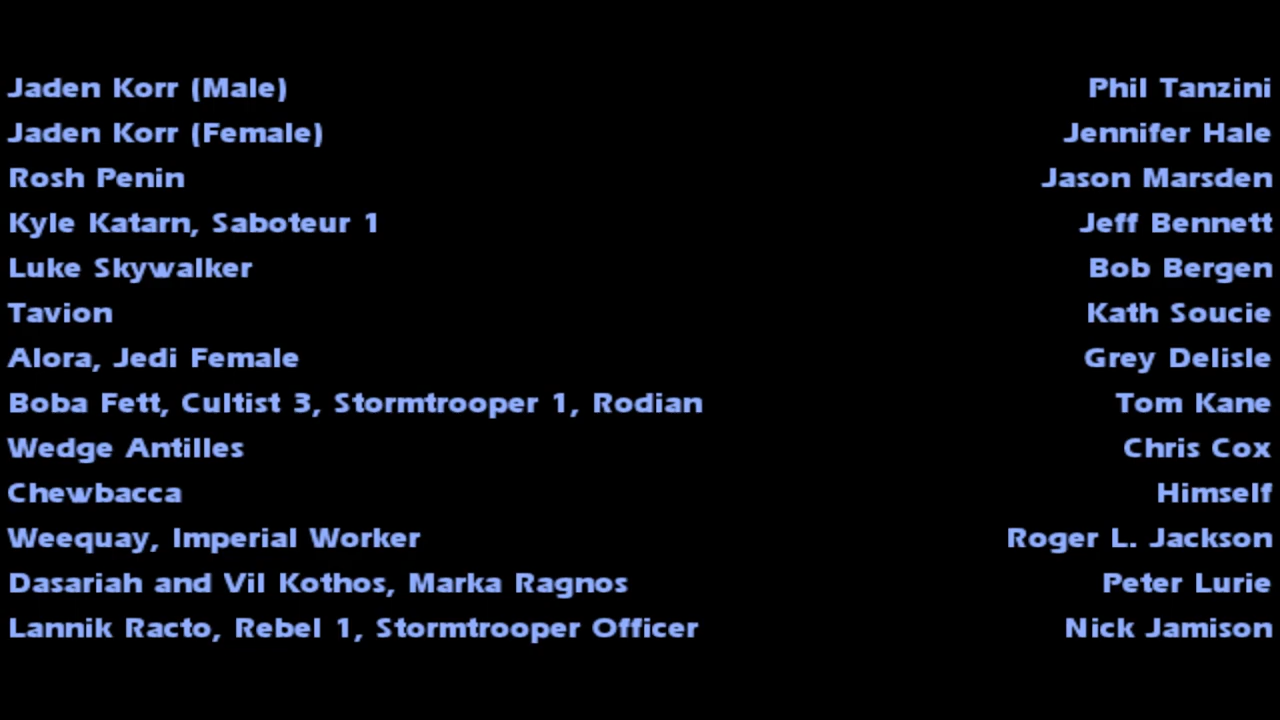 Jaden Korr (Male) Phil Tanzini
Jaden Korr (Female) Jennifer Hale
Rosh Penin Jason Marsden
Kyle Katarn, Saboteur 1 Jeff Bennett
Luke Skywalker Bob Bergen
Tavion Kath Soucie
Alora, Jedi Female Grey Delisle
Boba Fett, Cultist 3, Stormtrooper 1, Rodian Tom Kane
Wedge Antilles Chris Cox
Chewbacca Himself
Weequay, Imperial Worker Roger L. Jackson
Dasariah and Vil Kothos, Marka Ragnos Peter Lurie
Lannik Racto, Rebel 1, Stormtrooper Officer Nick Jamison